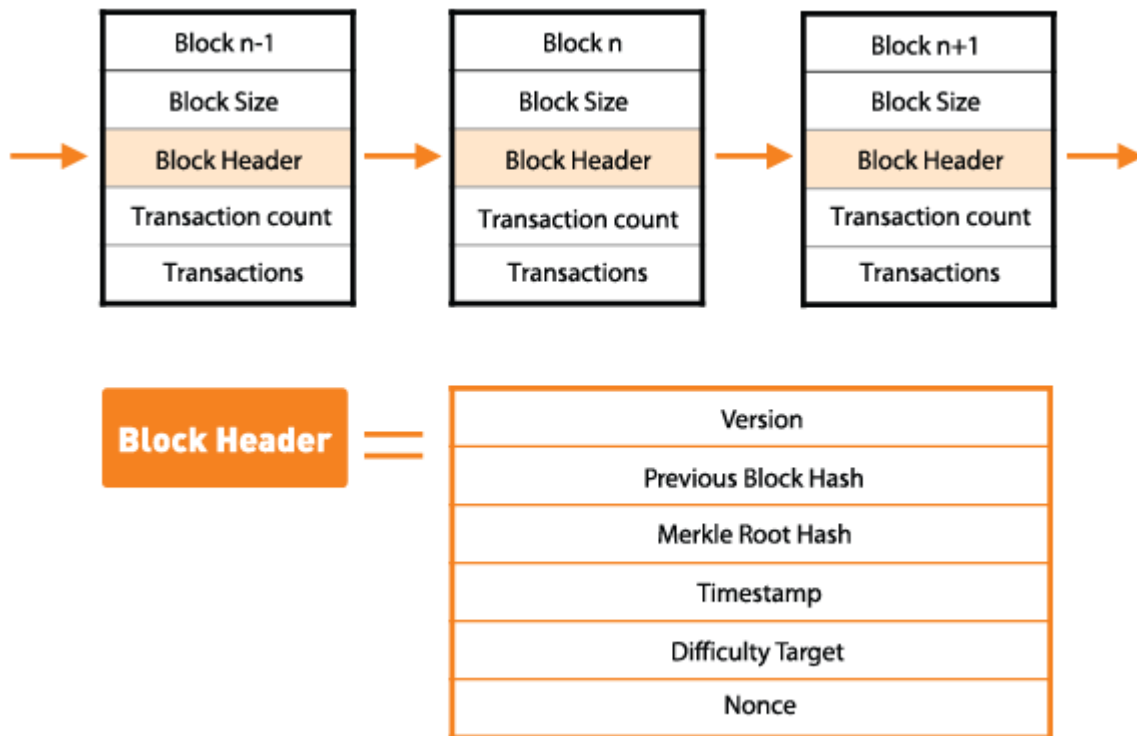 Block n-1
Block Size
Block Header
Transaction count
Transactions
Block n
Block Size
Block Header
Transaction count
Transactions
Block n+1
Block Size
Block Header
Transaction count
Transactions
Block Header
Version
Previous Block Hash
Merkle Root Hash
Timestamp
Difficulty Target
Nonce